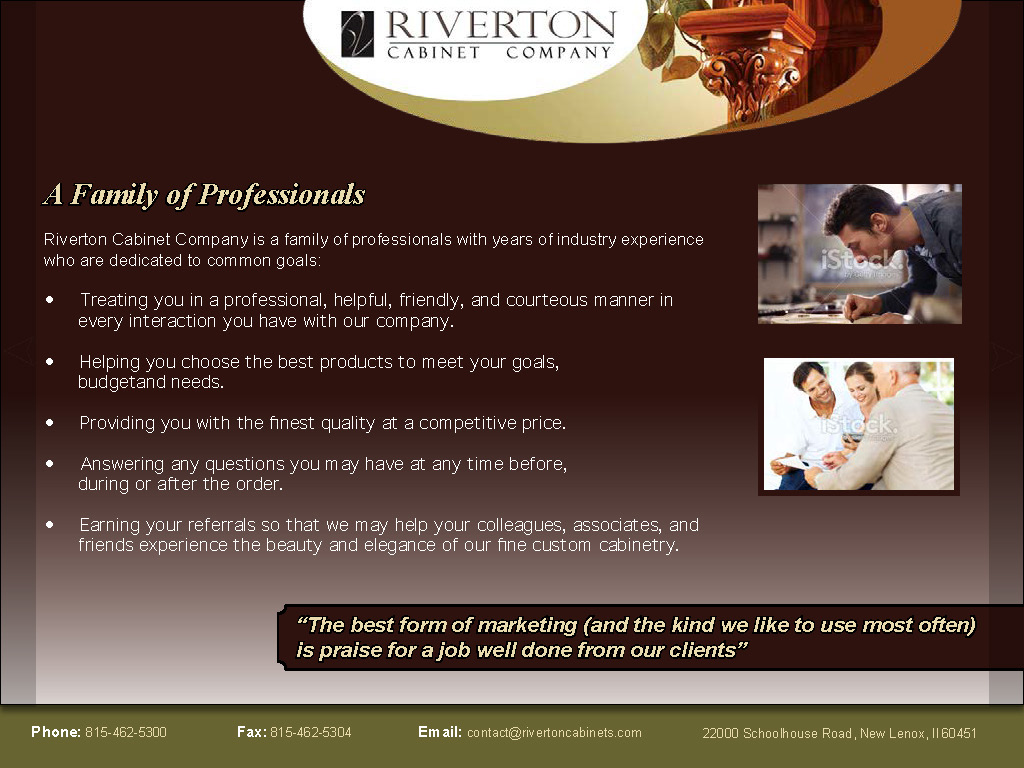 RIVERTON
CABINET COMPANY
A Family of Professionals
Riverton Cabinet Company is a family of professionals with years of industry experience
who are dedicated to common goals:
• Treating you in a professional, helpful, friendly, and courteous manner in
every interaction you have with our company.
• Helping you choose the best products to meet your goals,
budgetand needs.
• Providing you with the finest quality at a competitive price.
• Answering any questions you may have at any time before,
during or after the order.
• Earning your referrals so that we may help your colleagues, associates, and
friends experience the beauty and elegance of our fine custom cabinetry.
iStock.
by Getty Images
iStock.
“The best form of marketing (and the kind we like to use most often)
is praise for a job well done from our clients”
Phone: 815-462-5300 Fax: 815-462-5304 Email: contact@rivertoncabinets.com 22000 Schoolhouse Road, New Lenox, Il 60451